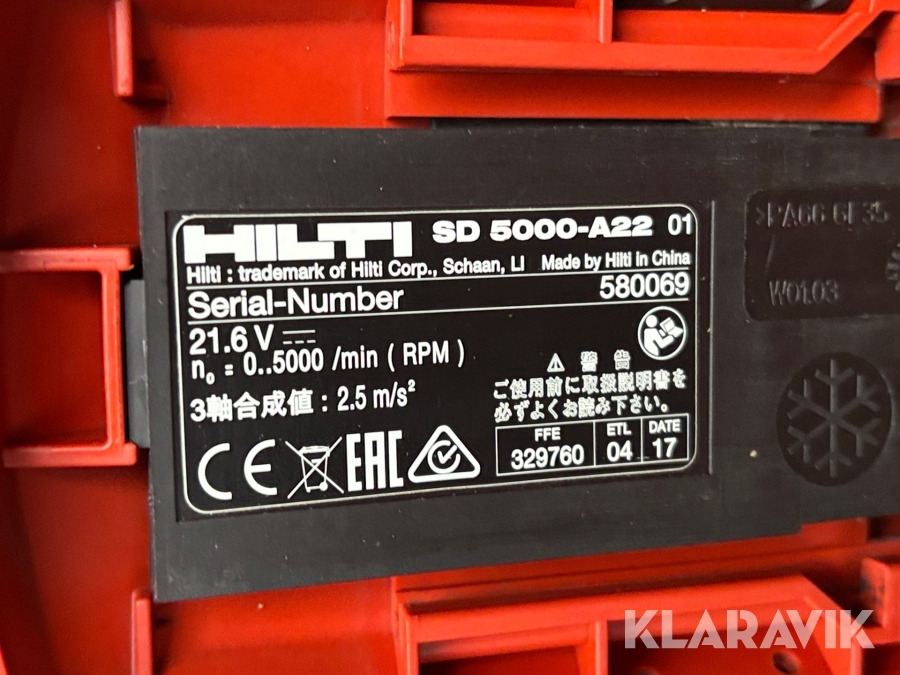 HILTI SD 5000-A22 01
Hilti : trademark of Hilti Corp., Schaan, LI Made by Hilti in China
Serial-Number 580069
21.6 V
n₀ = 0..5000 /min ( RPM )
3軸合成値 : 2.5 m/s²
⚠ 警 告
ご使用前に取扱説明書を
必ずよくお読み下さい。
CE EAC
FFE ETL DATE
329760 04 17
W01.03
KLARAVIK